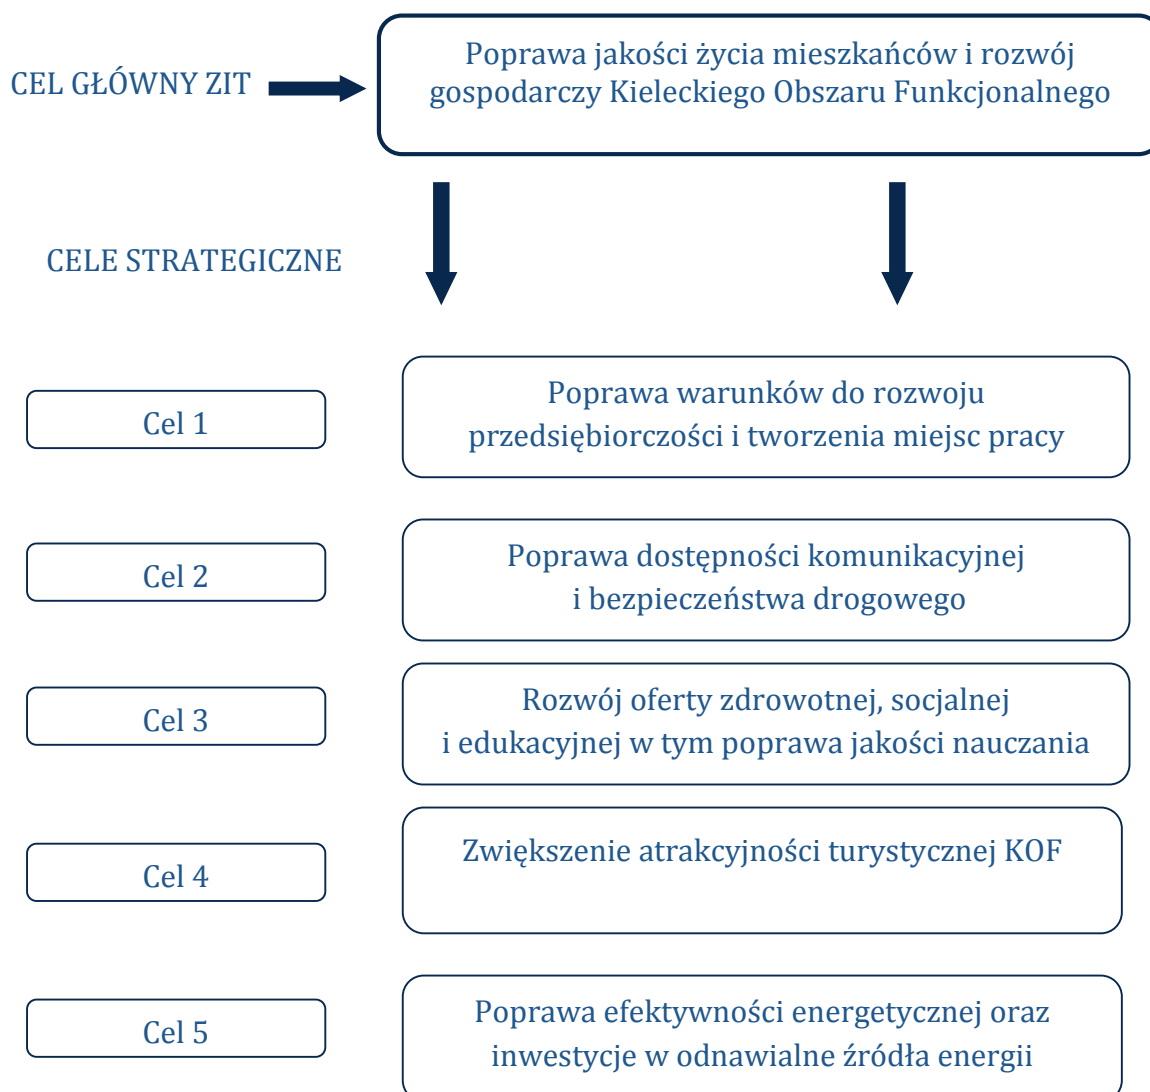 CEL GŁÓWNY ZIT
Poprawa jakości życia mieszkańców i rozwój
gospodarczy Kieleckiego Obszaru Funkcjonalnego
CELE STRATEGICZNE
Cel 1
Poprawa warunków do rozwoju
przedsiębiorczości i tworzenia miejsc pracy
Cel 2
Poprawa dostępności komunikacyjnej
i bezpieczeństwa drogowego
Cel 3
Rozwój oferty zdrowotnej, socjalnej
i edukacyjnej w tym poprawa jakości nauczania
Cel 4
Zwiększenie atrakcyjności turystycznej KOF
Cel 5
Poprawa efektywności energetycznej oraz
inwestycje w odnawialne źródła energii